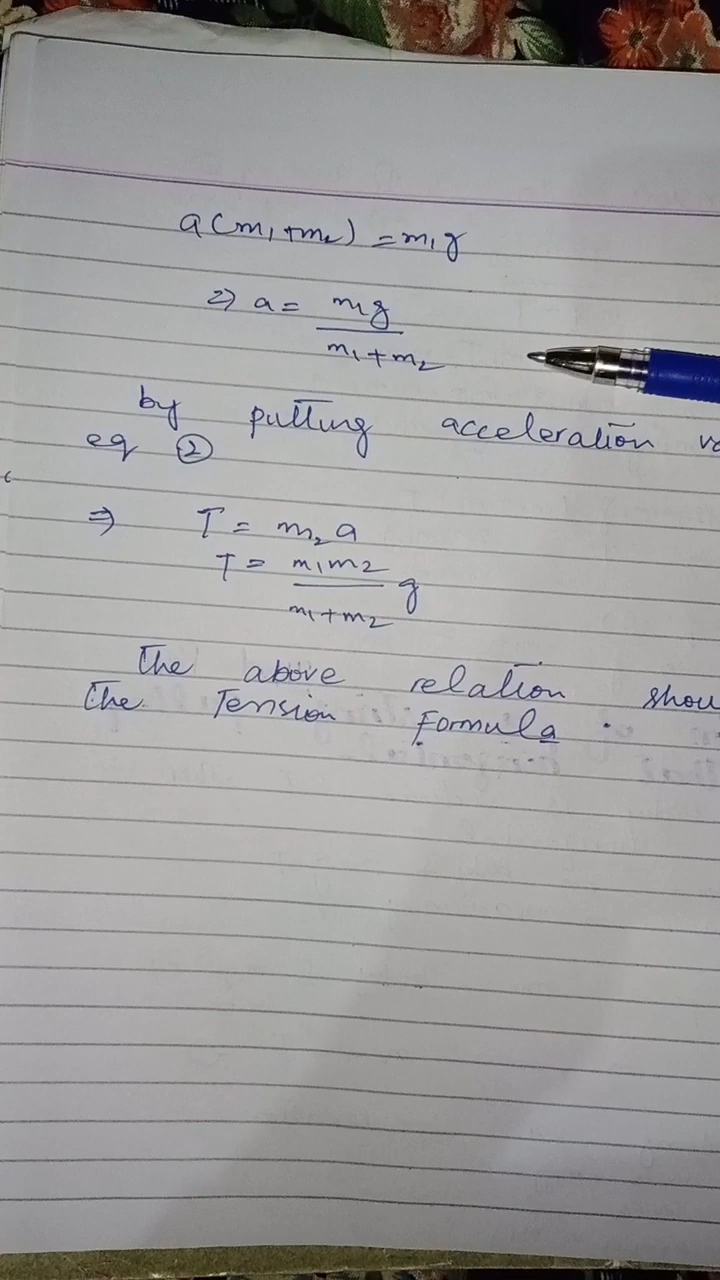 a(m₁+m₂) = m₁g
⇒ a = m₁g / m₁+m₂
by putting acceleration
eq ②
⇒ T = m₂a
T = m₁m₂ / m₁+m₂ g
The above relation
The Tension Formula.